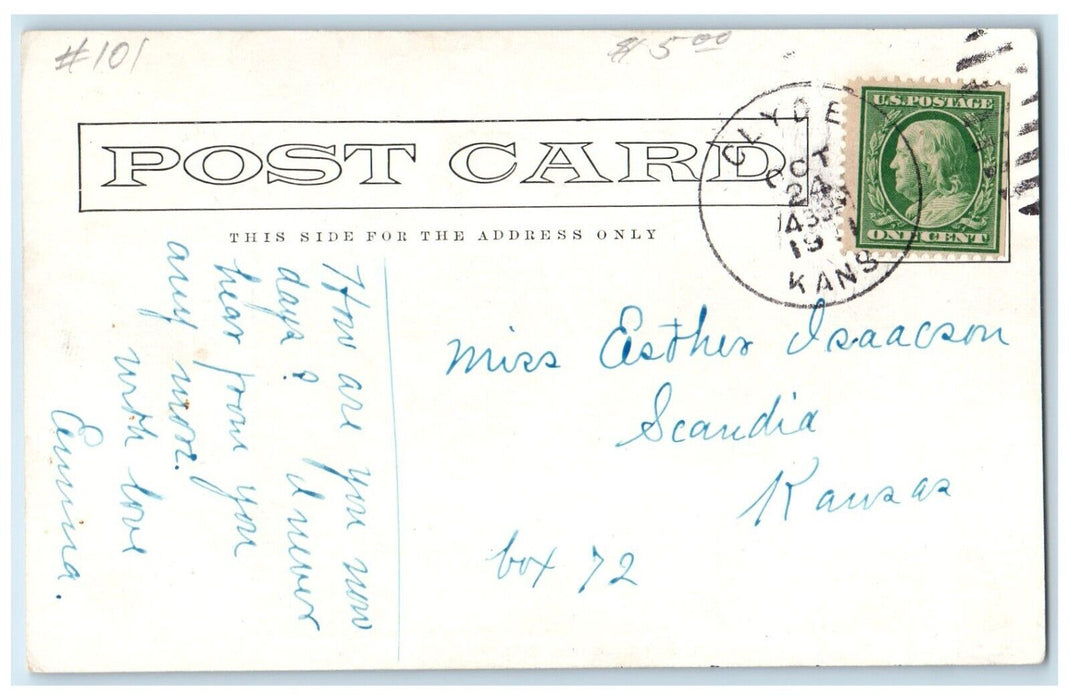 #101
$5.00
POST CARD
THIS SIDE FOR THE ADDRESS ONLY
CLYDE
OCT
24
1911
KANS
U.S. POSTAGE
ONE CENT
How are you now
days? I never
hear from you
any more.
with love
Emma.
Miss Esther Isaacson
Scandia
Kansas
box 72